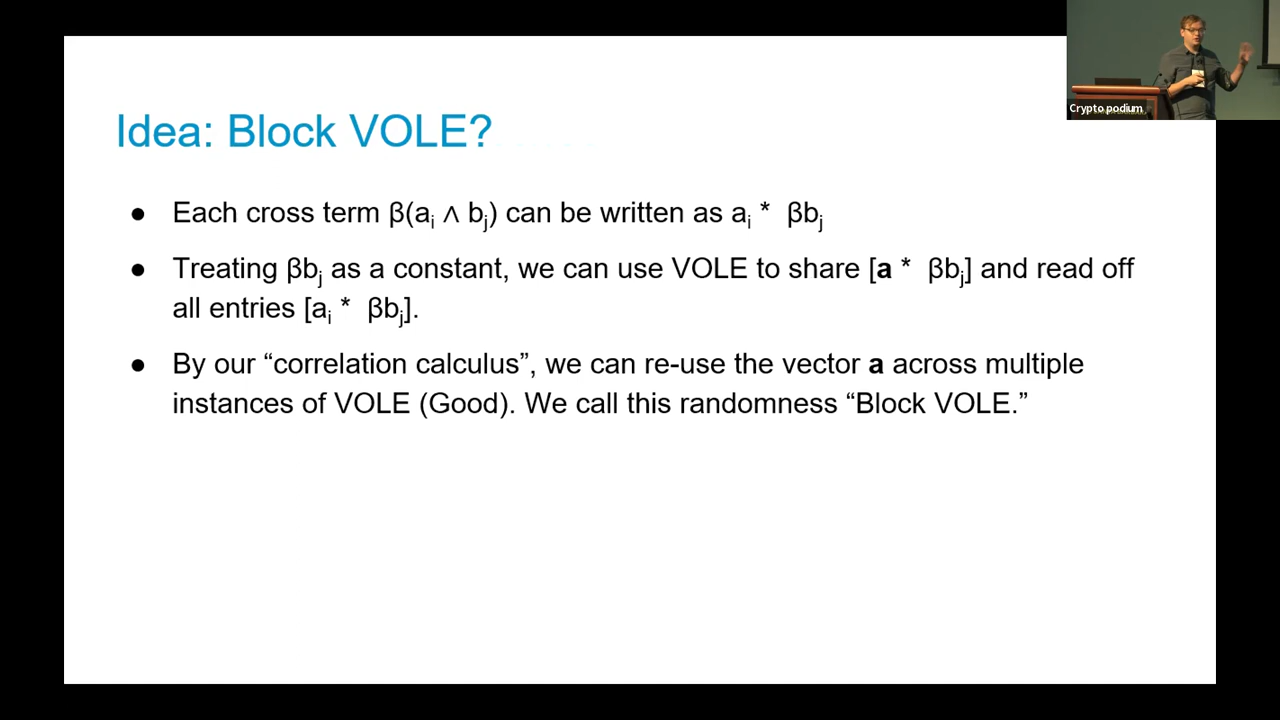 Crypto podium
Idea: Block VOLE?
● Each cross term β(aᵢ ∧ bⱼ) can be written as aᵢ * βbⱼ
● Treating βbⱼ as a constant, we can use VOLE to share [a * βbⱼ] and read off
all entries [aᵢ * βbⱼ].
● By our “correlation calculus”, we can re-use the vector a across multiple
instances of VOLE (Good). We call this randomness “Block VOLE.”